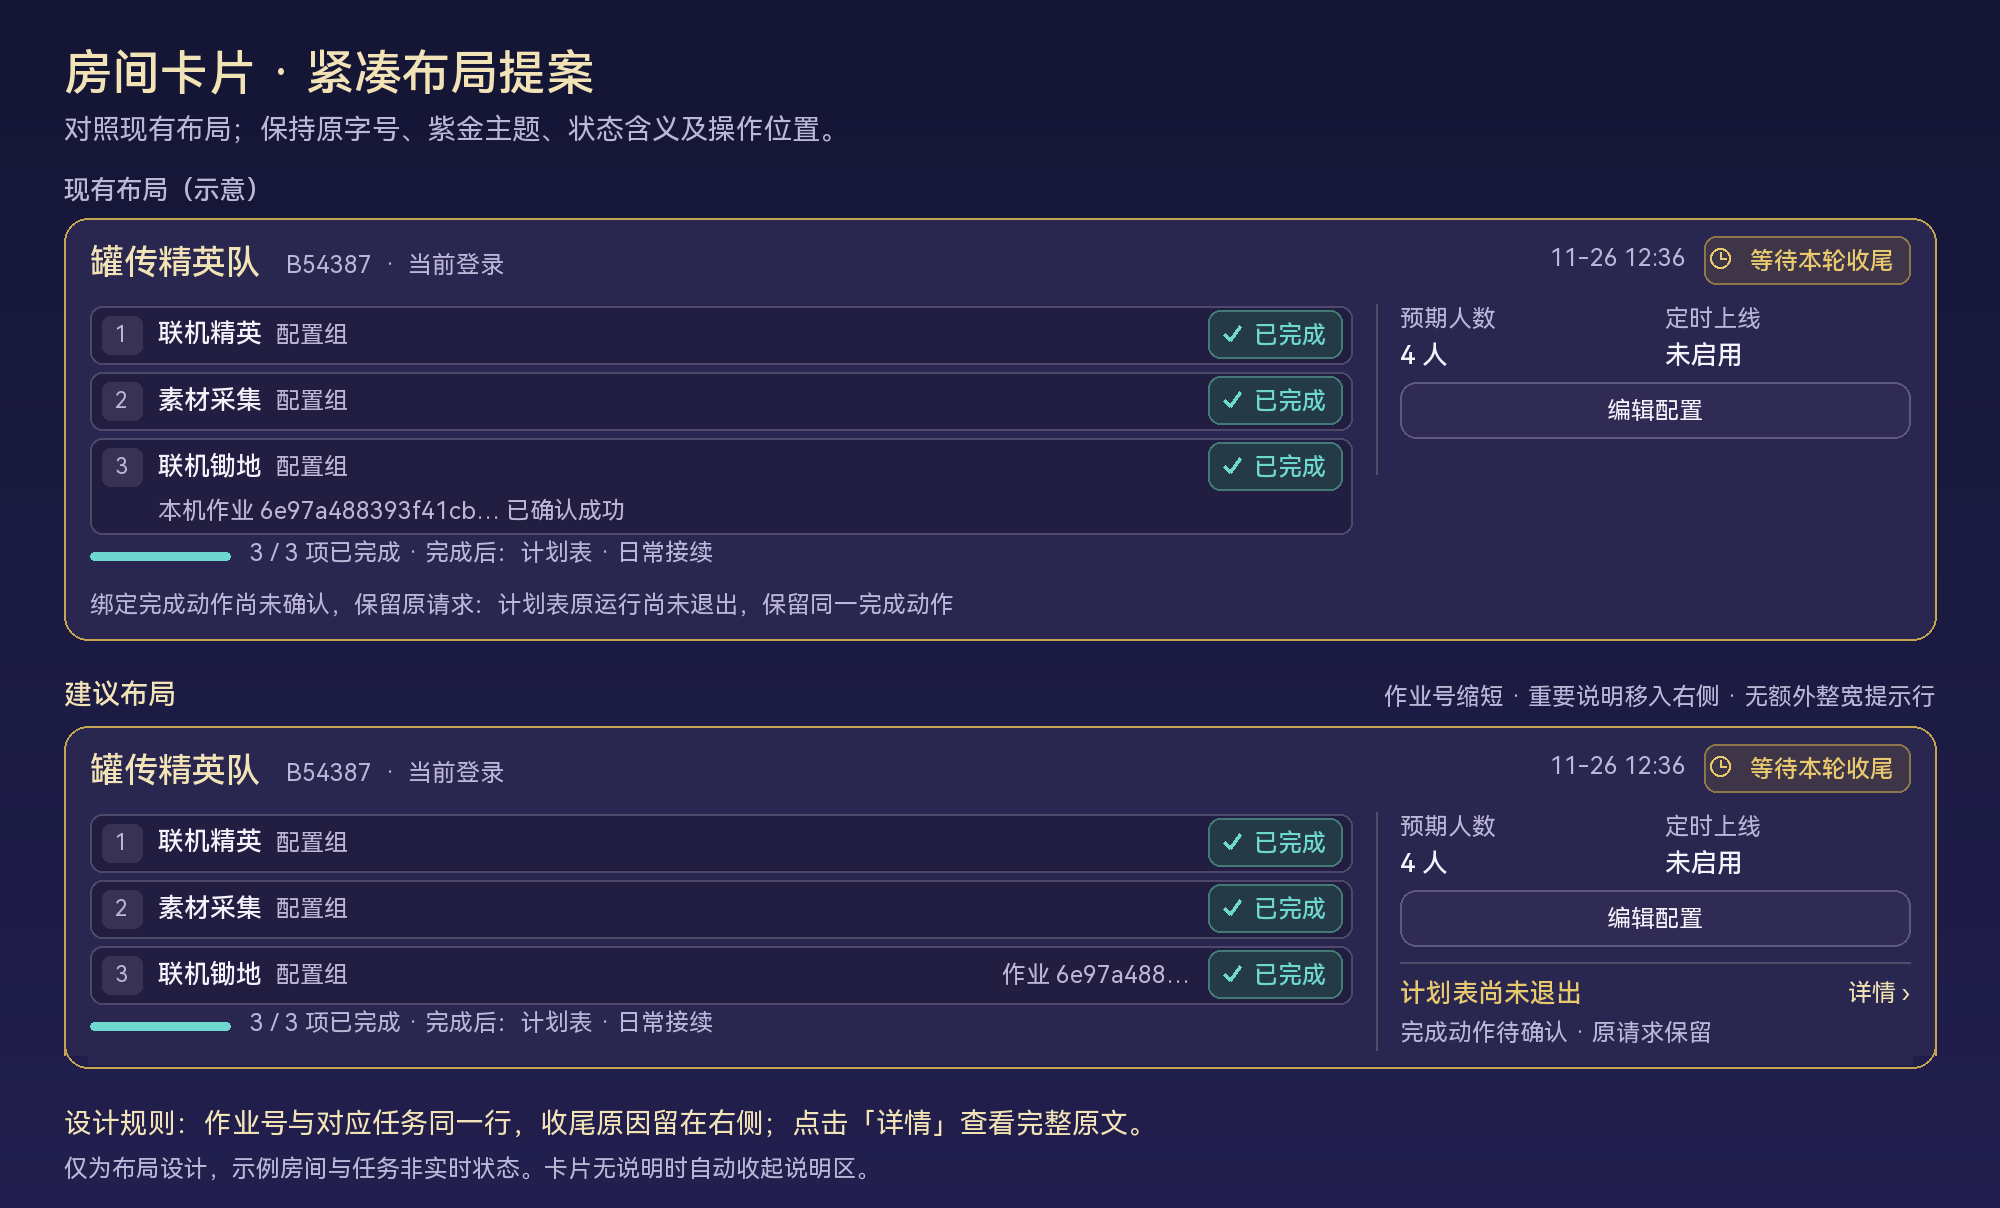 房间卡片 · 紧凑布局提案
对照现有布局；保持原字号、紫金主题、状态含义及操作位置。
现有布局（示意）
罐传精英队 B54387 · 当前登录 11-26 12:36 等待本轮收尾
1 联机精英 配置组 已完成
2 素材采集 配置组 已完成
3 联机锄地 配置组 已完成
本机作业 6e97a488393f41cb... 已确认成功
3 / 3 项已完成 · 完成后：计划表 · 日常接续
预期人数 定时上线
4 人 未启用
编辑配置
绑定完成动作尚未确认，保留原请求：计划表原运行尚未退出，保留同一完成动作
建议布局 作业号缩短 · 重要说明移入右侧 · 无额外整宽提示行
罐传精英队 B54387 · 当前登录 11-26 12:36 等待本轮收尾
1 联机精英 配置组 已完成
2 素材采集 配置组 已完成
3 联机锄地 配置组 作业 6e97a488... 已完成
3 / 3 项已完成 · 完成后：计划表 · 日常接续
预期人数 定时上线
4 人 未启用
编辑配置
计划表尚未退出 详情 ›
完成动作待确认 · 原请求保留
设计规则：作业号与对应任务同一行，收尾原因留在右侧；点击「详情」查看完整原文。
仅为布局设计，示例房间与任务非实时状态。卡片无说明时自动收起说明区。